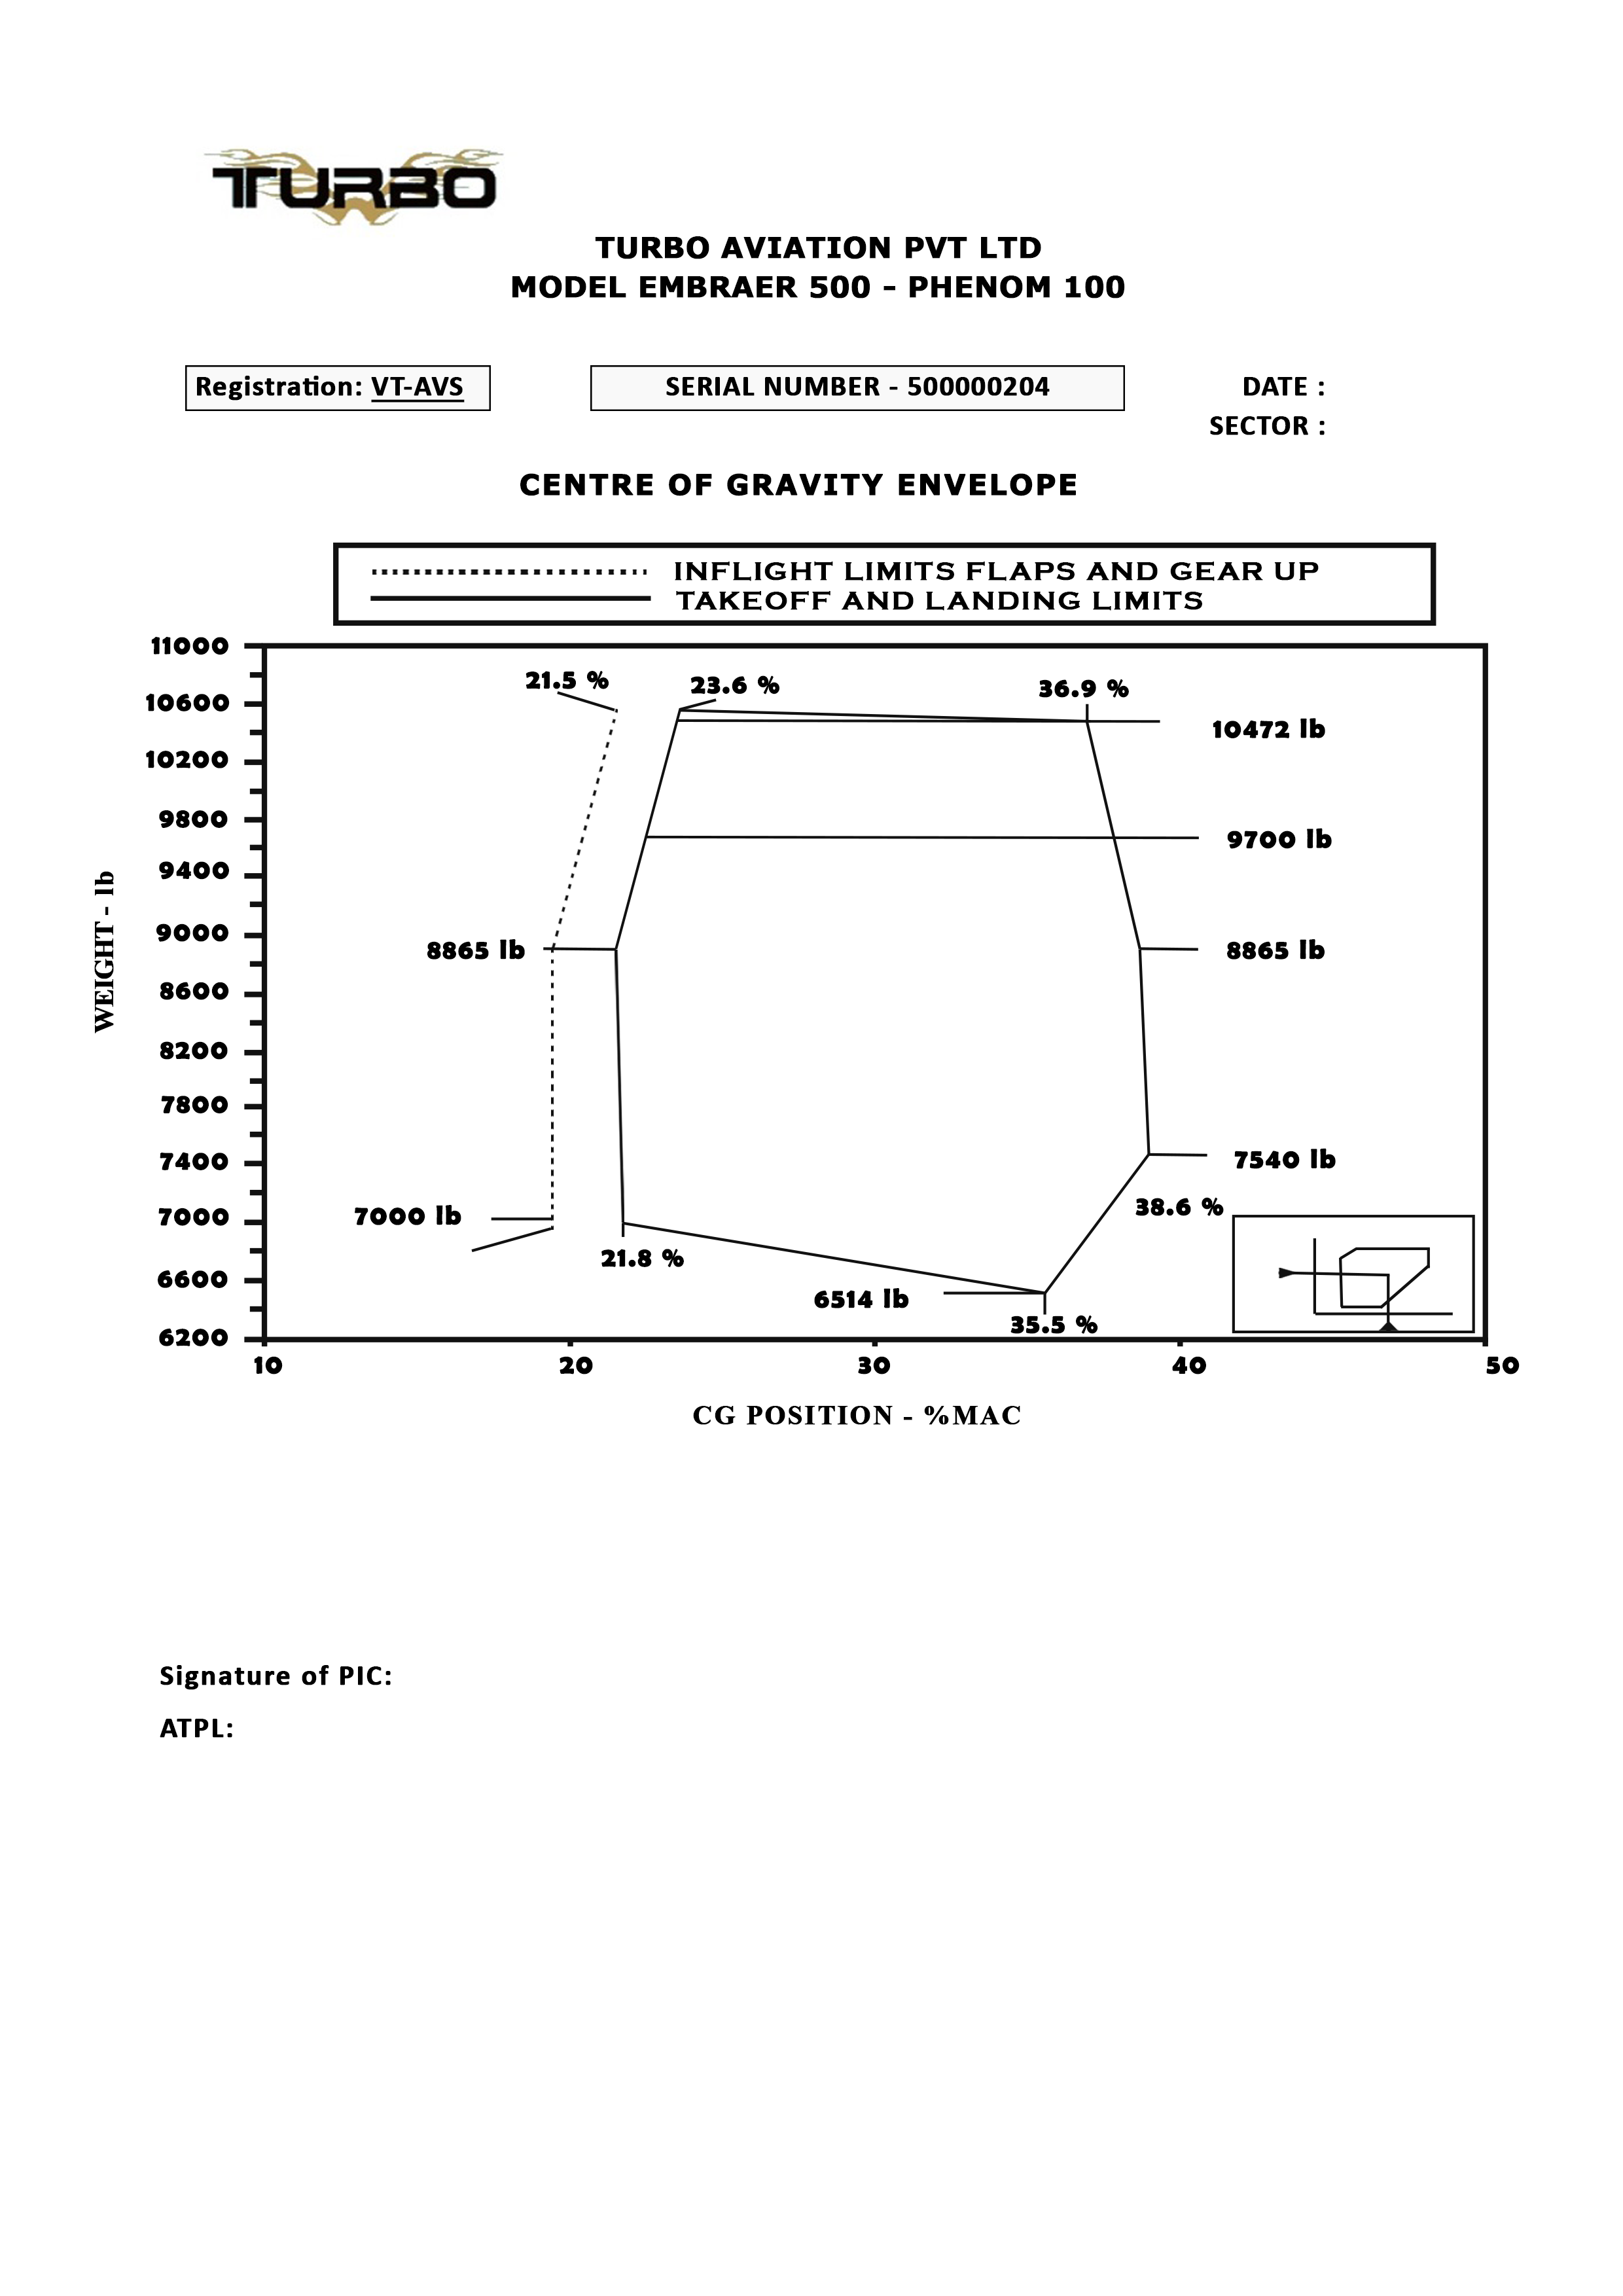 TURBO
TURBO AVIATION PVT LTD
MODEL EMBRAER 500 - PHENOM 100
Registration: VT-AVS
SERIAL NUMBER - 500000204
DATE :
SECTOR :
CENTRE OF GRAVITY ENVELOPE
INFLIGHT LIMITS FLAPS AND GEAR UP
TAKEOFF AND LANDING LIMITS
11000
10600
10200
9800
9400
9000
8600
8200
7800
7400
7000
6600
6200
WEIGHT - lb
21.5 %
23.6 %
36.9 %
10472 lb
9700 lb
8865 lb
8865 lb
7540 lb
38.6 %
7000 lb
21.8 %
6514 lb
35.5 %
10
20
30
40
50
CG POSITION - %MAC
Signature of PIC:
ATPL: